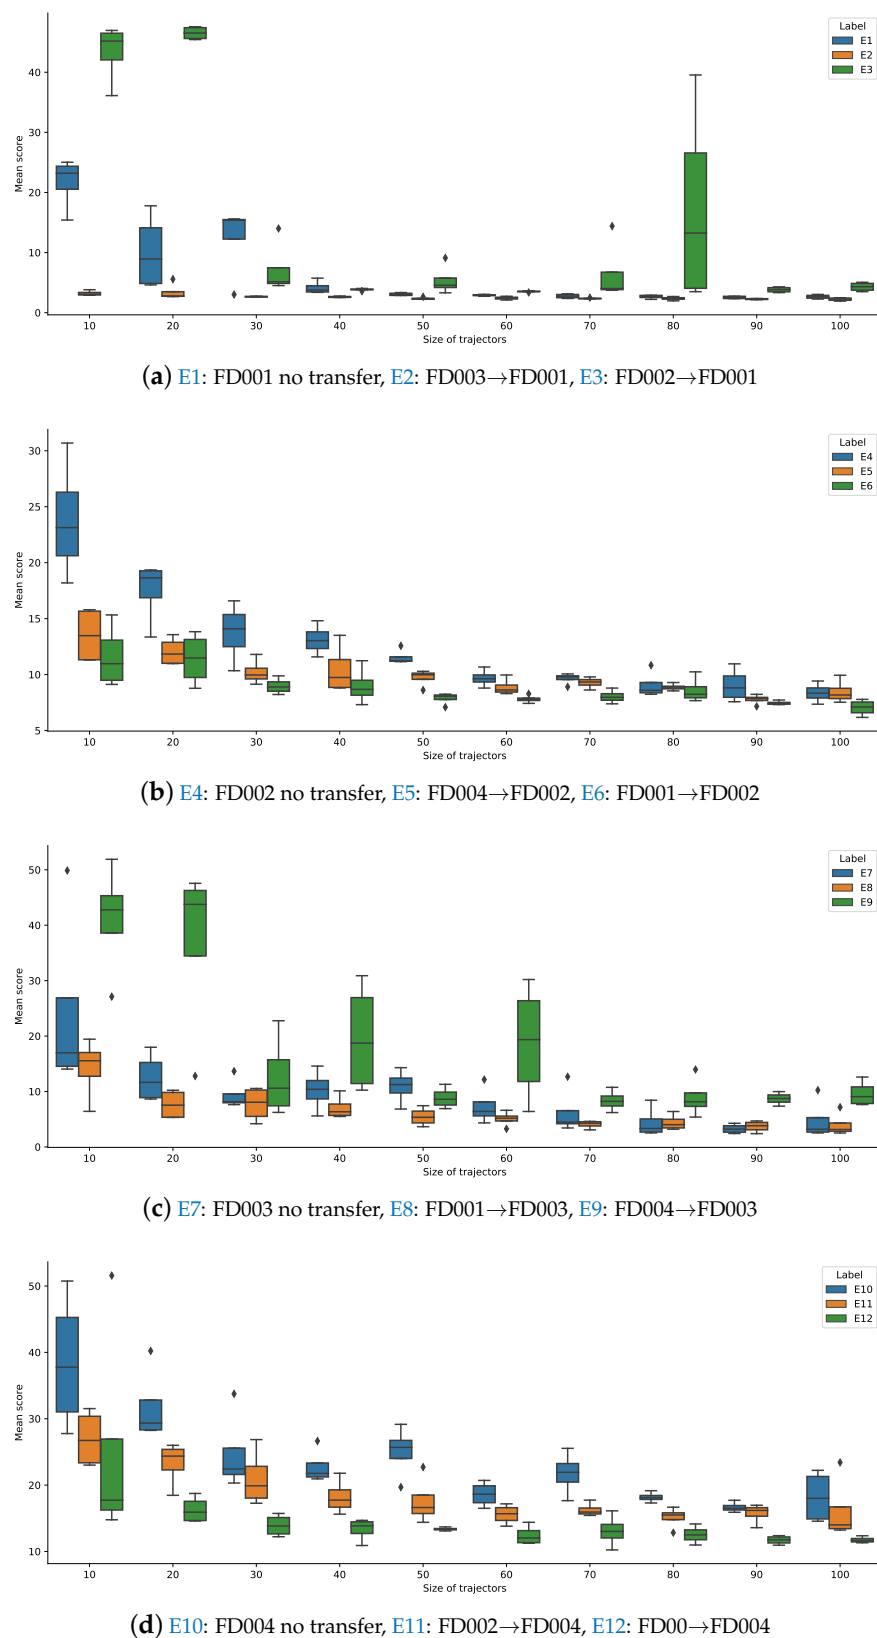 Label
E1
E2
E3
Mean score
40
30
20
10
0
10 20 30 40 50 60 70 80 90 100
Size of trajectors
(a) E1: FD001 no transfer, E2: FD003→FD001, E3: FD002→FD001
Label
E4
E5
E6
Mean score
30
25
20
15
10
5
10 20 30 40 50 60 70 80 90 100
Size of trajectors
(b) E4: FD002 no transfer, E5: FD004→FD002, E6: FD001→FD002
Label
E7
E8
E9
Mean score
50
40
30
20
10
0
10 20 30 40 50 60 70 80 90 100
Size of trajectors
(c) E7: FD003 no transfer, E8: FD001→FD003, E9: FD004→FD003
Label
E10
E11
E12
Mean score
50
40
30
20
10
10 20 30 40 50 60 70 80 90 100
Size of trajectors
(d) E10: FD004 no transfer, E11: FD002→FD004, E12: FD00→FD004